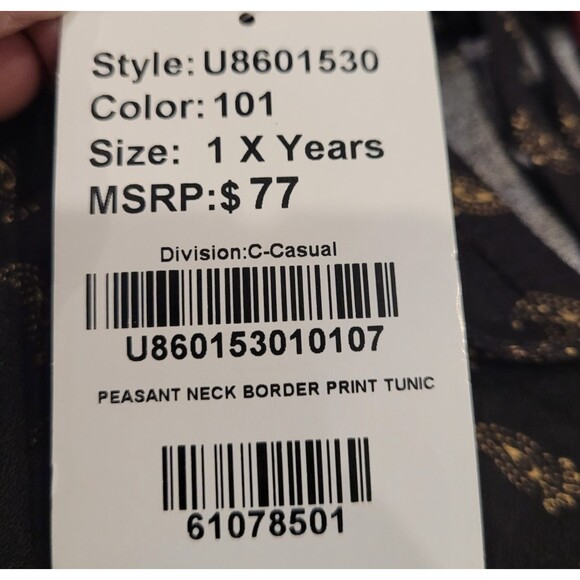 Style: U8601530
Color: 101
Size: 1 X Years
MSRP:$ 77
Division:C-Casual
U860153010107
PEASANT NECK BORDER PRINT TUNIC
61078501